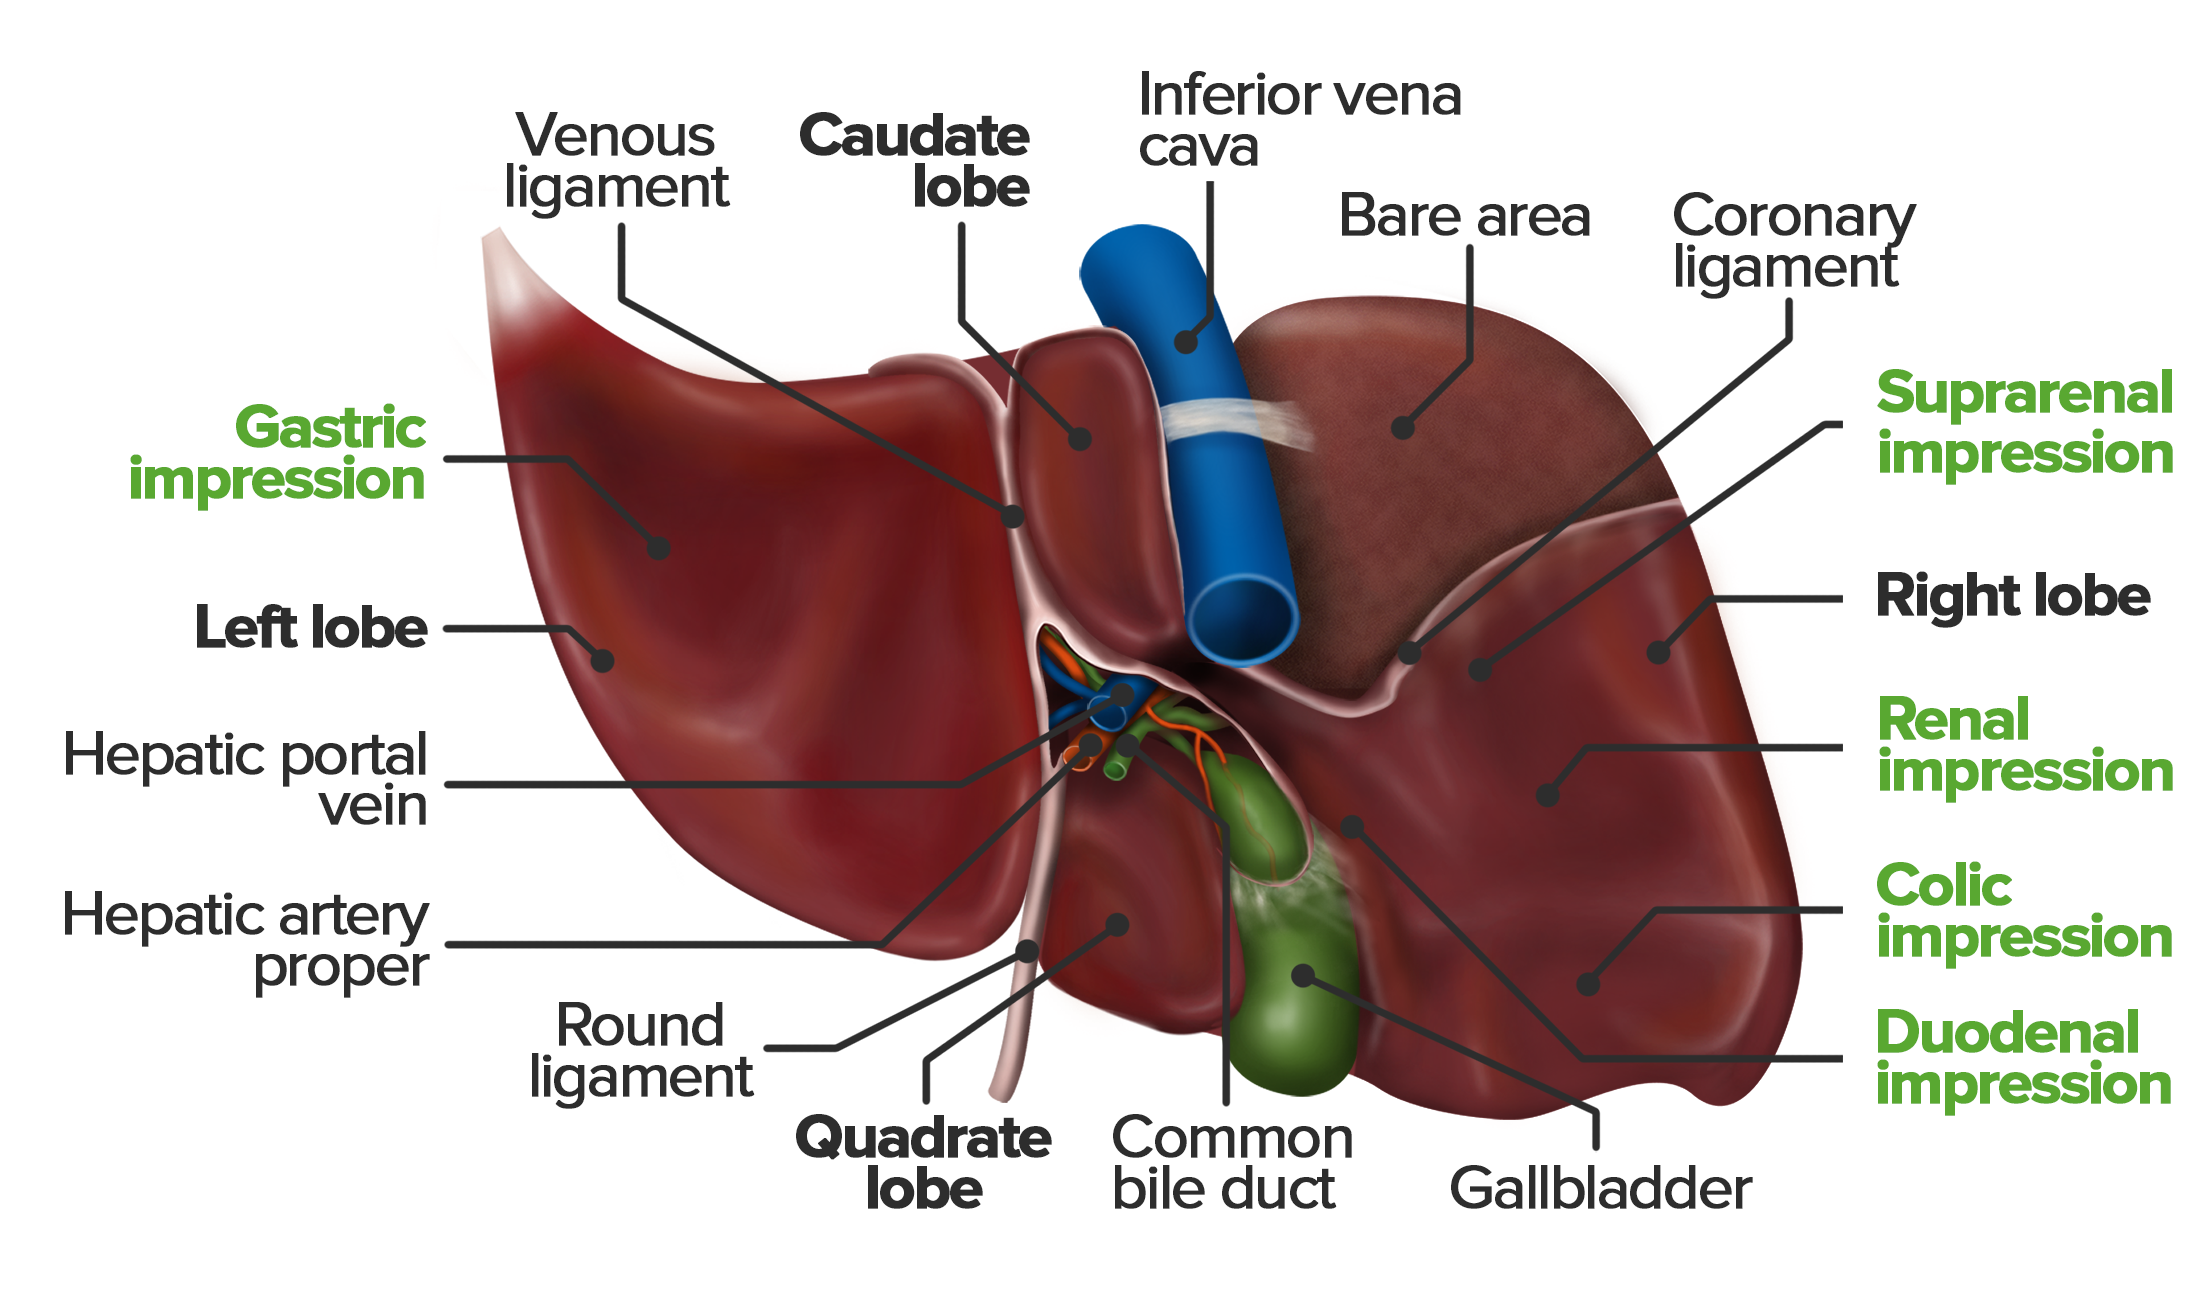 Inferior vena
cava
Venous
ligament
Caudate
lobe
Bare area
Coronary
ligament
Gastric
impression
Suprarenal
impression
Left lobe
Right lobe
Hepatic portal
vein
Renal
impression
Hepatic artery
proper
Colic
impression
Round
ligament
Duodenal
impression
Quadrate
lobe
Common
bile duct
Gallbladder